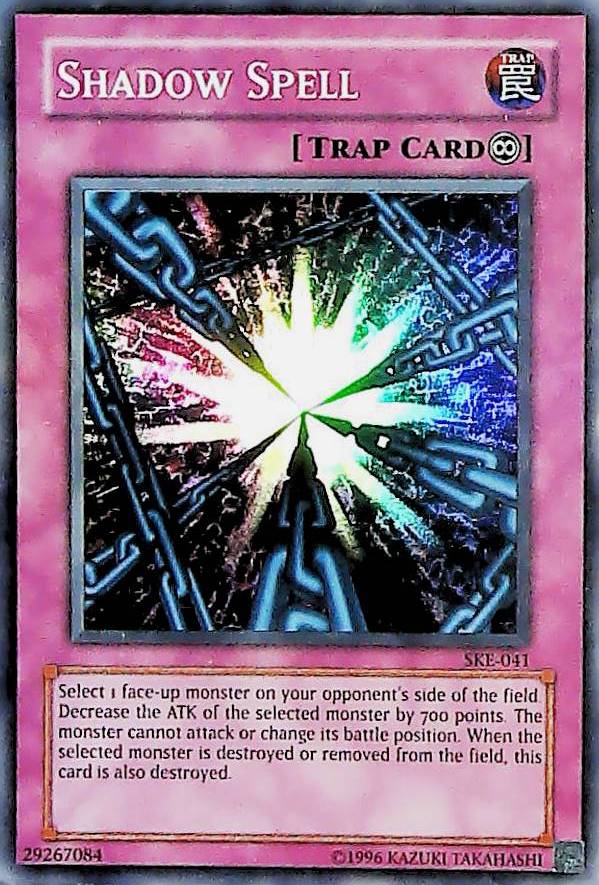 SHADOW SPELL
TRAP
罠
[TRAP CARD∞]
SKE-041
Select 1 face-up monster on your opponent's side of the field.
Decrease the ATK of the selected monster by 700 points. The
monster cannot attack or change its battle position. When the
selected monster is destroyed or removed from the field, this
card is also destroyed.
29267084
©1996 KAZUKI TAKAHASHI